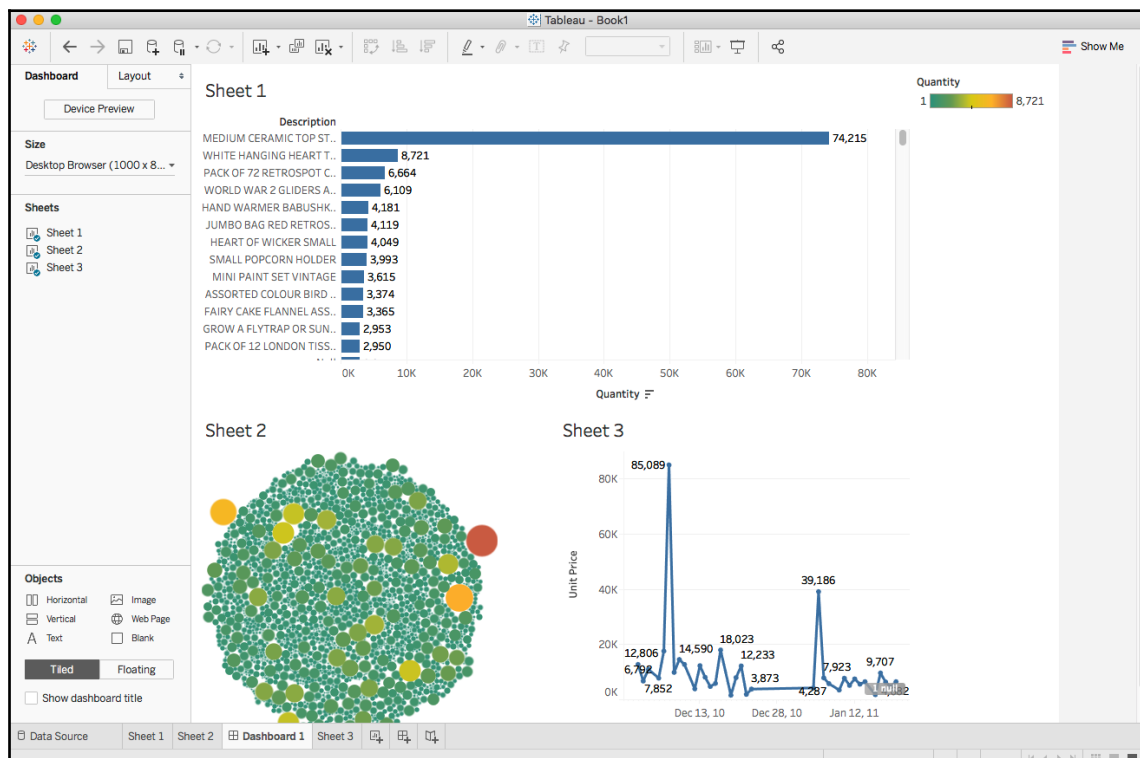 Tableau - Book1
Show Me
Dashboard
Layout
Device Preview
Size
Desktop Browser (1000 x 8...
Sheets
Sheet 1
Sheet 2
Sheet 3
Objects
Horizontal
Image
Vertical
Web Page
Text
Blank
Tiled
Floating
Show dashboard title
Sheet 1
Quantity
1
8,721
Description
MEDIUM CERAMIC TOP ST..
74,215
WHITE HANGING HEART T..
8,721
PACK OF 72 RETROSPOT C..
6,664
WORLD WAR 2 GLIDERS A..
6,109
HAND WARMER BABUSHK..
4,181
JUMBO BAG RED RETROS..
4,119
HEART OF WICKER SMALL
4,049
SMALL POPCORN HOLDER
3,993
MINI PAINT SET VINTAGE
3,615
ASSORTED COLOUR BIRD ..
3,374
FAIRY CAKE FLANNEL ASS..
3,365
GROW A FLYTRAP OR SUN..
2,953
PACK OF 12 LONDON TISS..
2,950
0K 10K 20K 30K 40K 50K 60K 70K 80K
Quantity
Sheet 2
Sheet 3
Unit Price
80K
60K
40K
20K
0K
85,089
39,186
12,806
14,590
18,023
12,233
7,852
3,873
4,287
7,923
9,707
1 null
Dec 13, 10
Dec 28, 10
Jan 12, 11
Data Source
Sheet 1
Sheet 2
Dashboard 1
Sheet 3